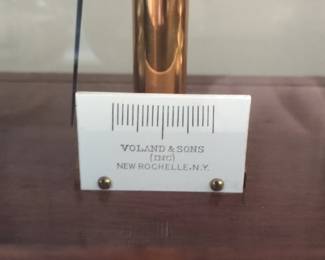 VOLAND & SONS
(INC)
NEW ROCHELLE.N.Y.